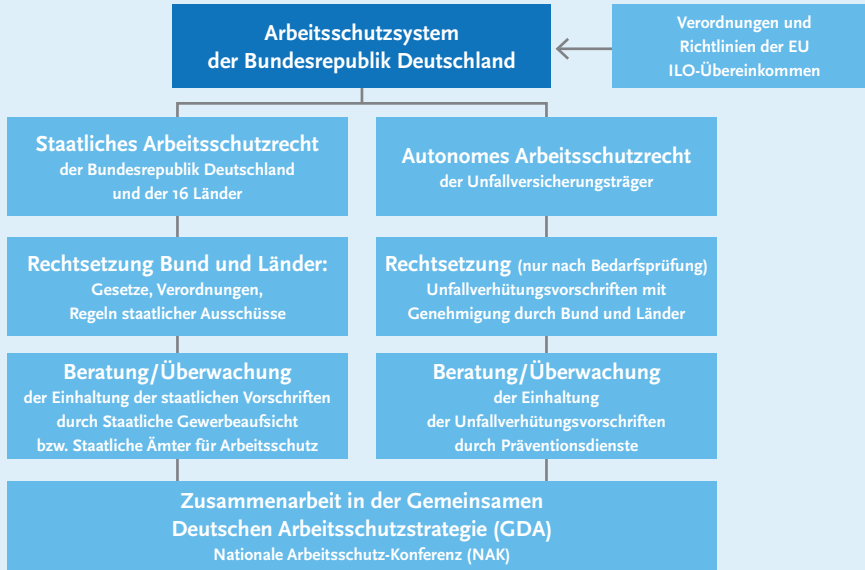 Arbeitsschutzsystem
der Bundesrepublik Deutschland
Verordnungen und
Richtlinien der EU
ILO-Übereinkommen
Staatliches Arbeitsschutzrecht
der Bundesrepublik Deutschland
und der 16 Länder
Autonomes Arbeitsschutzrecht
der Unfallversicherungsträger
Rechtsetzung Bund und Länder:
Gesetze, Verordnungen,
Regeln staatlicher Ausschüsse
Rechtsetzung (nur nach Bedarfsprüfung)
Unfallverhütungsvorschriften mit
Genehmigung durch Bund und Länder
Beratung/Überwachung
der Einhaltung der staatlichen Vorschriften
durch Staatliche Gewerbeaufsicht
bzw. Staatliche Ämter für Arbeitsschutz
Beratung/Überwachung
der Einhaltung
der Unfallverhütungsvorschriften
durch Präventionsdienste
Zusammenarbeit in der Gemeinsamen
Deutschen Arbeitsschutzstrategie (GDA)
Nationale Arbeitsschutz-Konferenz (NAK)